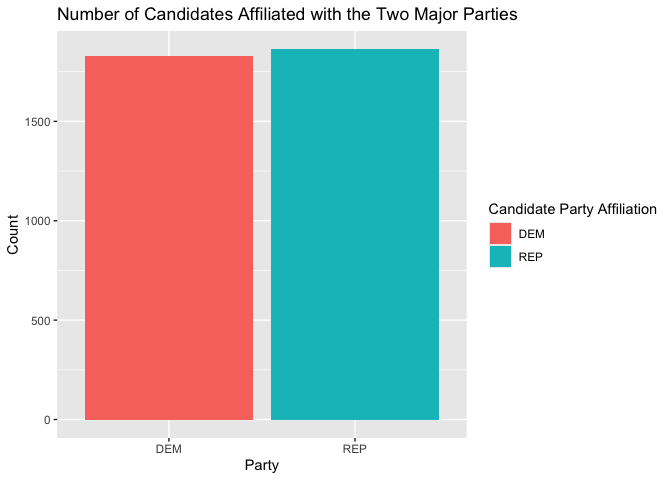 Number of Candidates Affiliated with the Two Major Parties
1500
1000
500
0
Count
DEM
REP
Party
Candidate Party Affiliation
DEM
REP